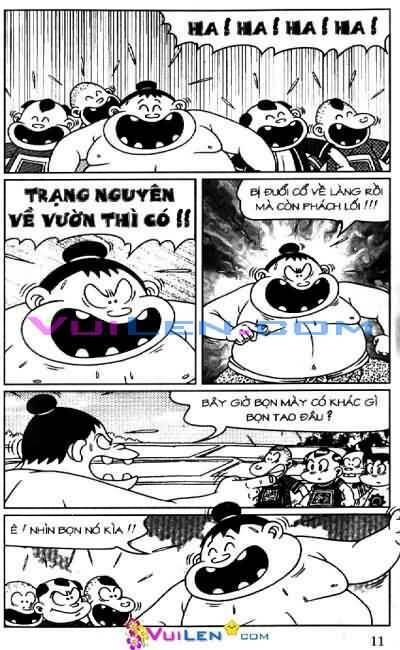 HA! HA! HA! HA!
TRẠNG NGUYÊN
VỀ VƯỜN THÌ CÓ!!
BỊ ĐUỔI CỔ VỀ LÀNG RỒI
MÀ CÒN PHÁCH LỐI!!!
VUILEN.COM
BÂY GIỜ BỌN MÀY CÓ KHÁC GÌ
BỌN TAO ĐÂU?
Ê! NHÌN BỌN NÓ KÌA!!
11
VUILEN.COM